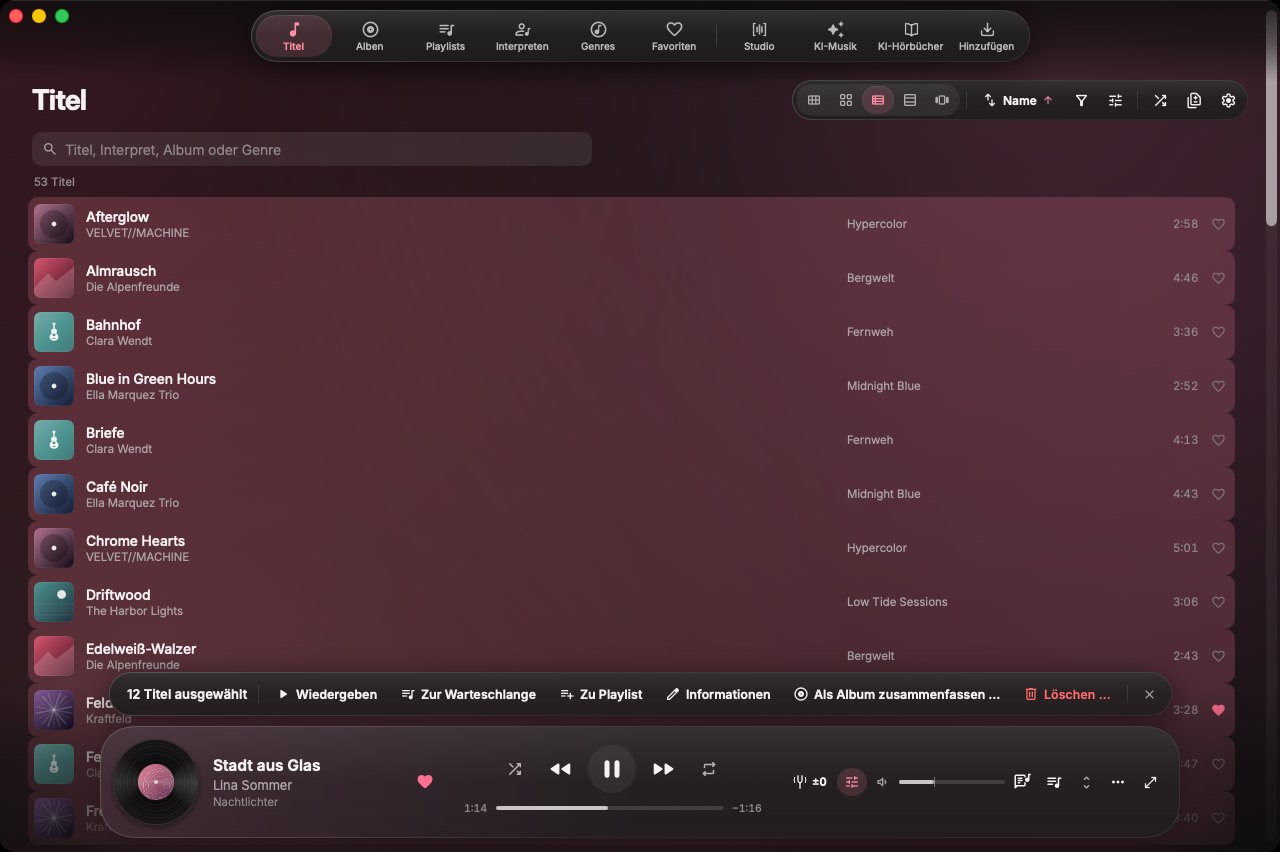 Titel
Alben
Playlists
Interpreten
Genres
Favoriten
Studio
KI-Musik
KI-Hörbücher
Hinzufügen
Titel
Name
Titel, Interpret, Album oder Genre
53 Titel
Afterglow
VELVET//MACHINE
Hypercolor
2:58
Almrausch
Die Alpenfreunde
Bergwelt
4:46
Bahnhof
Clara Wendt
Fernweh
3:36
Blue in Green Hours
Ella Marquez Trio
Midnight Blue
2:52
Briefe
Clara Wendt
Fernweh
4:13
Café Noir
Ella Marquez Trio
Midnight Blue
4:43
Chrome Hearts
VELVET//MACHINE
Hypercolor
5:01
Driftwood
The Harbor Lights
Low Tide Sessions
3:06
Edelweiß-Walzer
Die Alpenfreunde
Bergwelt
2:43
12 Titel ausgewählt
Wiedergeben
Zur Warteschlange
Zu Playlist
Informationen
Als Album zusammenfassen ...
Löschen ...
Kraftfeld
3:28
Stadt aus Glas
Lina Sommer
Nachtlichter
1:14
−1:16
±0